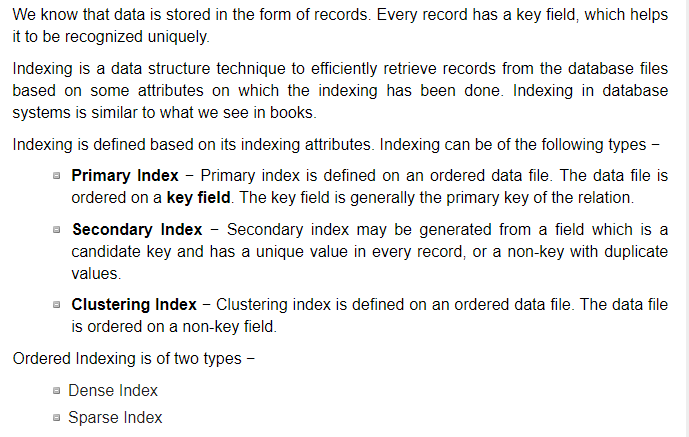 We know that data is stored in the form of records. Every record has a key field, which helps
it to be recognized uniquely.
Indexing is a data structure technique to efficiently retrieve records from the database files
based on some attributes on which the indexing has been done. Indexing in database
systems is similar to what we see in books.
Indexing is defined based on its indexing attributes. Indexing can be of the following types −
Primary Index − Primary index is defined on an ordered data file. The data file is
ordered on a key field. The key field is generally the primary key of the relation.
Secondary Index − Secondary index may be generated from a field which is a
candidate key and has a unique value in every record, or a non-key with duplicate
values.
Clustering Index − Clustering index is defined on an ordered data file. The data file
is ordered on a non-key field.
Ordered Indexing is of two types −
Dense Index
Sparse Index